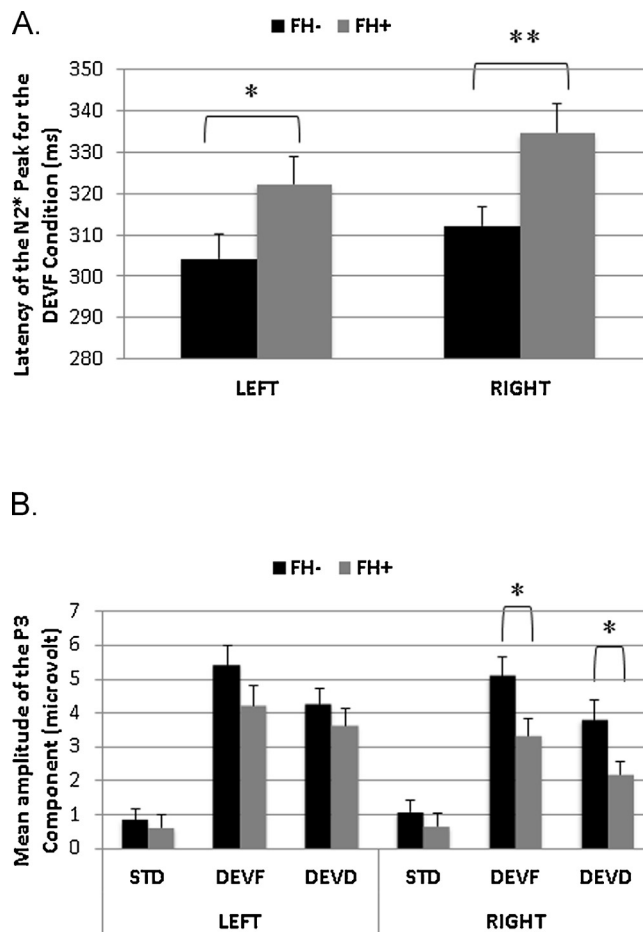 A.
FH- FH+
* **
Latency of the N2* Peak for the
DEVF Condition (ms)
350
340
330
320
310
300
290
280
LEFT RIGHT
B.
FH- FH+
* *
Mean amplitude of the P3
Component (microvolt)
7
6
5
4
3
2
1
0
STD DEVF DEVD STD DEVF DEVD
LEFT RIGHT